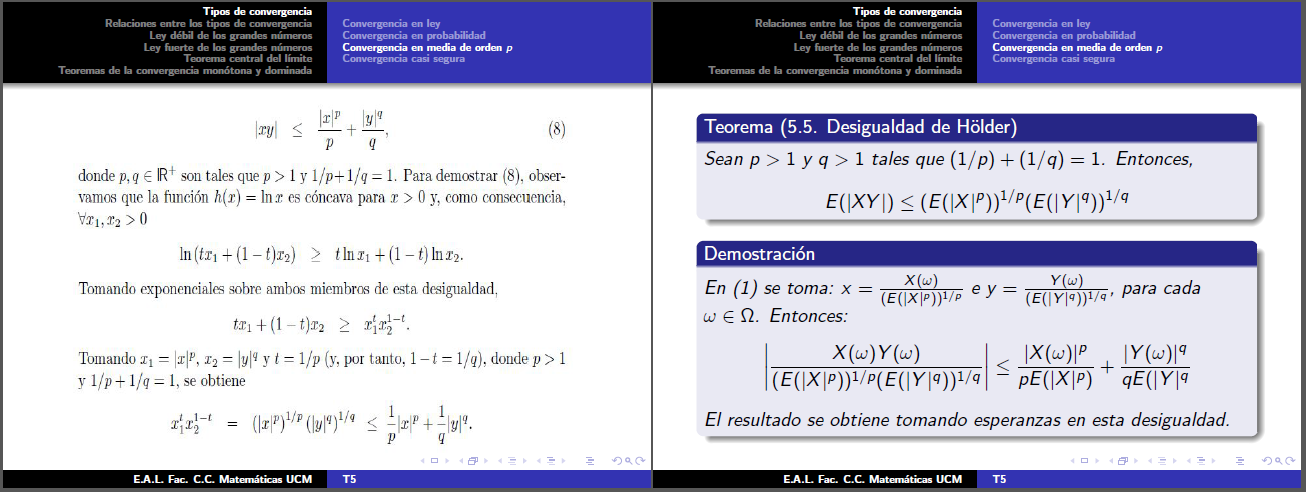 Tipos de convergencia
Relaciones entre los tipos de convergencia
Ley débil de los grandes números
Ley fuerte de los grandes números
Teorema central del límite
Teoremas de la convergencia monótona y dominada
Convergencia en ley
Convergencia en probabilidad
Convergencia en media de orden p
Convergencia casi segura
|xy| ≤ |x|^p/p + |y|^q/q, (8)
donde p, q ∈ IR^+ son tales que p > 1 y 1/p+1/q = 1. Para demostrar (8), obser-
vamos que la función h(x) = ln x es cóncava para x > 0 y, como consecuencia,
∀x₁, x₂ > 0
ln (tx₁ + (1 − t)x₂) ≥ t ln x₁ + (1 − t) ln x₂.
Tomando exponenciales sobre ambos miembros de esta desigualdad,
tx₁ + (1 − t)x₂ ≥ x₁^t x₂^{1−t}.
Tomando x₁ = |x|^p, x₂ = |y|^q y t = 1/p (y, por tanto, 1 − t = 1/q), donde p > 1
y 1/p + 1/q = 1, se obtiene
x₁^t x₂^{1−t} = (|x|^p)^{1/p} (|y|^q)^{1/q} ≤ 1/p |x|^p + 1/q |y|^q.
E.A.L. Fac. C.C. Matemáticas UCM
T5
Tipos de convergencia
Relaciones entre los tipos de convergencia
Ley débil de los grandes números
Ley fuerte de los grandes números
Teorema central del límite
Teoremas de la convergencia monótona y dominada
Convergencia en ley
Convergencia en probabilidad
Convergencia en media de orden p
Convergencia casi segura
Teorema (5.5. Desigualdad de Hölder)
Sean p > 1 y q > 1 tales que (1/p) + (1/q) = 1. Entonces,
E(|XY|) ≤ (E(|X|^p))^{1/p}(E(|Y|^q))^{1/q}
Demostración
En (1) se toma: x = X(ω)/(E(|X|^p))^{1/p} e y = Y(ω)/(E(|Y|^q))^{1/q}, para cada
ω ∈ Ω. Entonces:
|X(ω)Y(ω)/(E(|X|^p))^{1/p}(E(|Y|^q))^{1/q}| ≤ |X(ω)|^p/pE(|X|^p) + |Y(ω)|^q/qE(|Y|^q
El resultado se obtiene tomando esperanzas en esta desigualdad.
E.A.L. Fac. C.C. Matemáticas UCM
T5